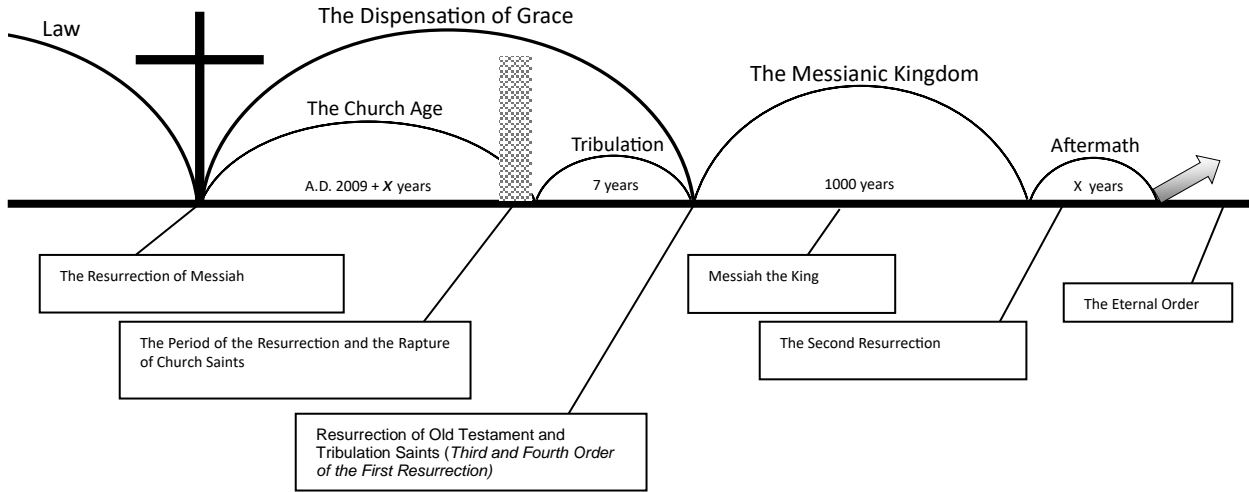 Law
The Dispensation of Grace
The Messianic Kingdom
The Church Age
Tribulation
Aftermath
A.D. 2009 + X years
7 years
1000 years
X years
The Resurrection of Messiah
Messiah the King
The Eternal Order
The Period of the Resurrection and the Rapture
of Church Saints
The Second Resurrection
Resurrection of Old Testament and
Tribulation Saints (Third and Fourth Order
of the First Resurrection)